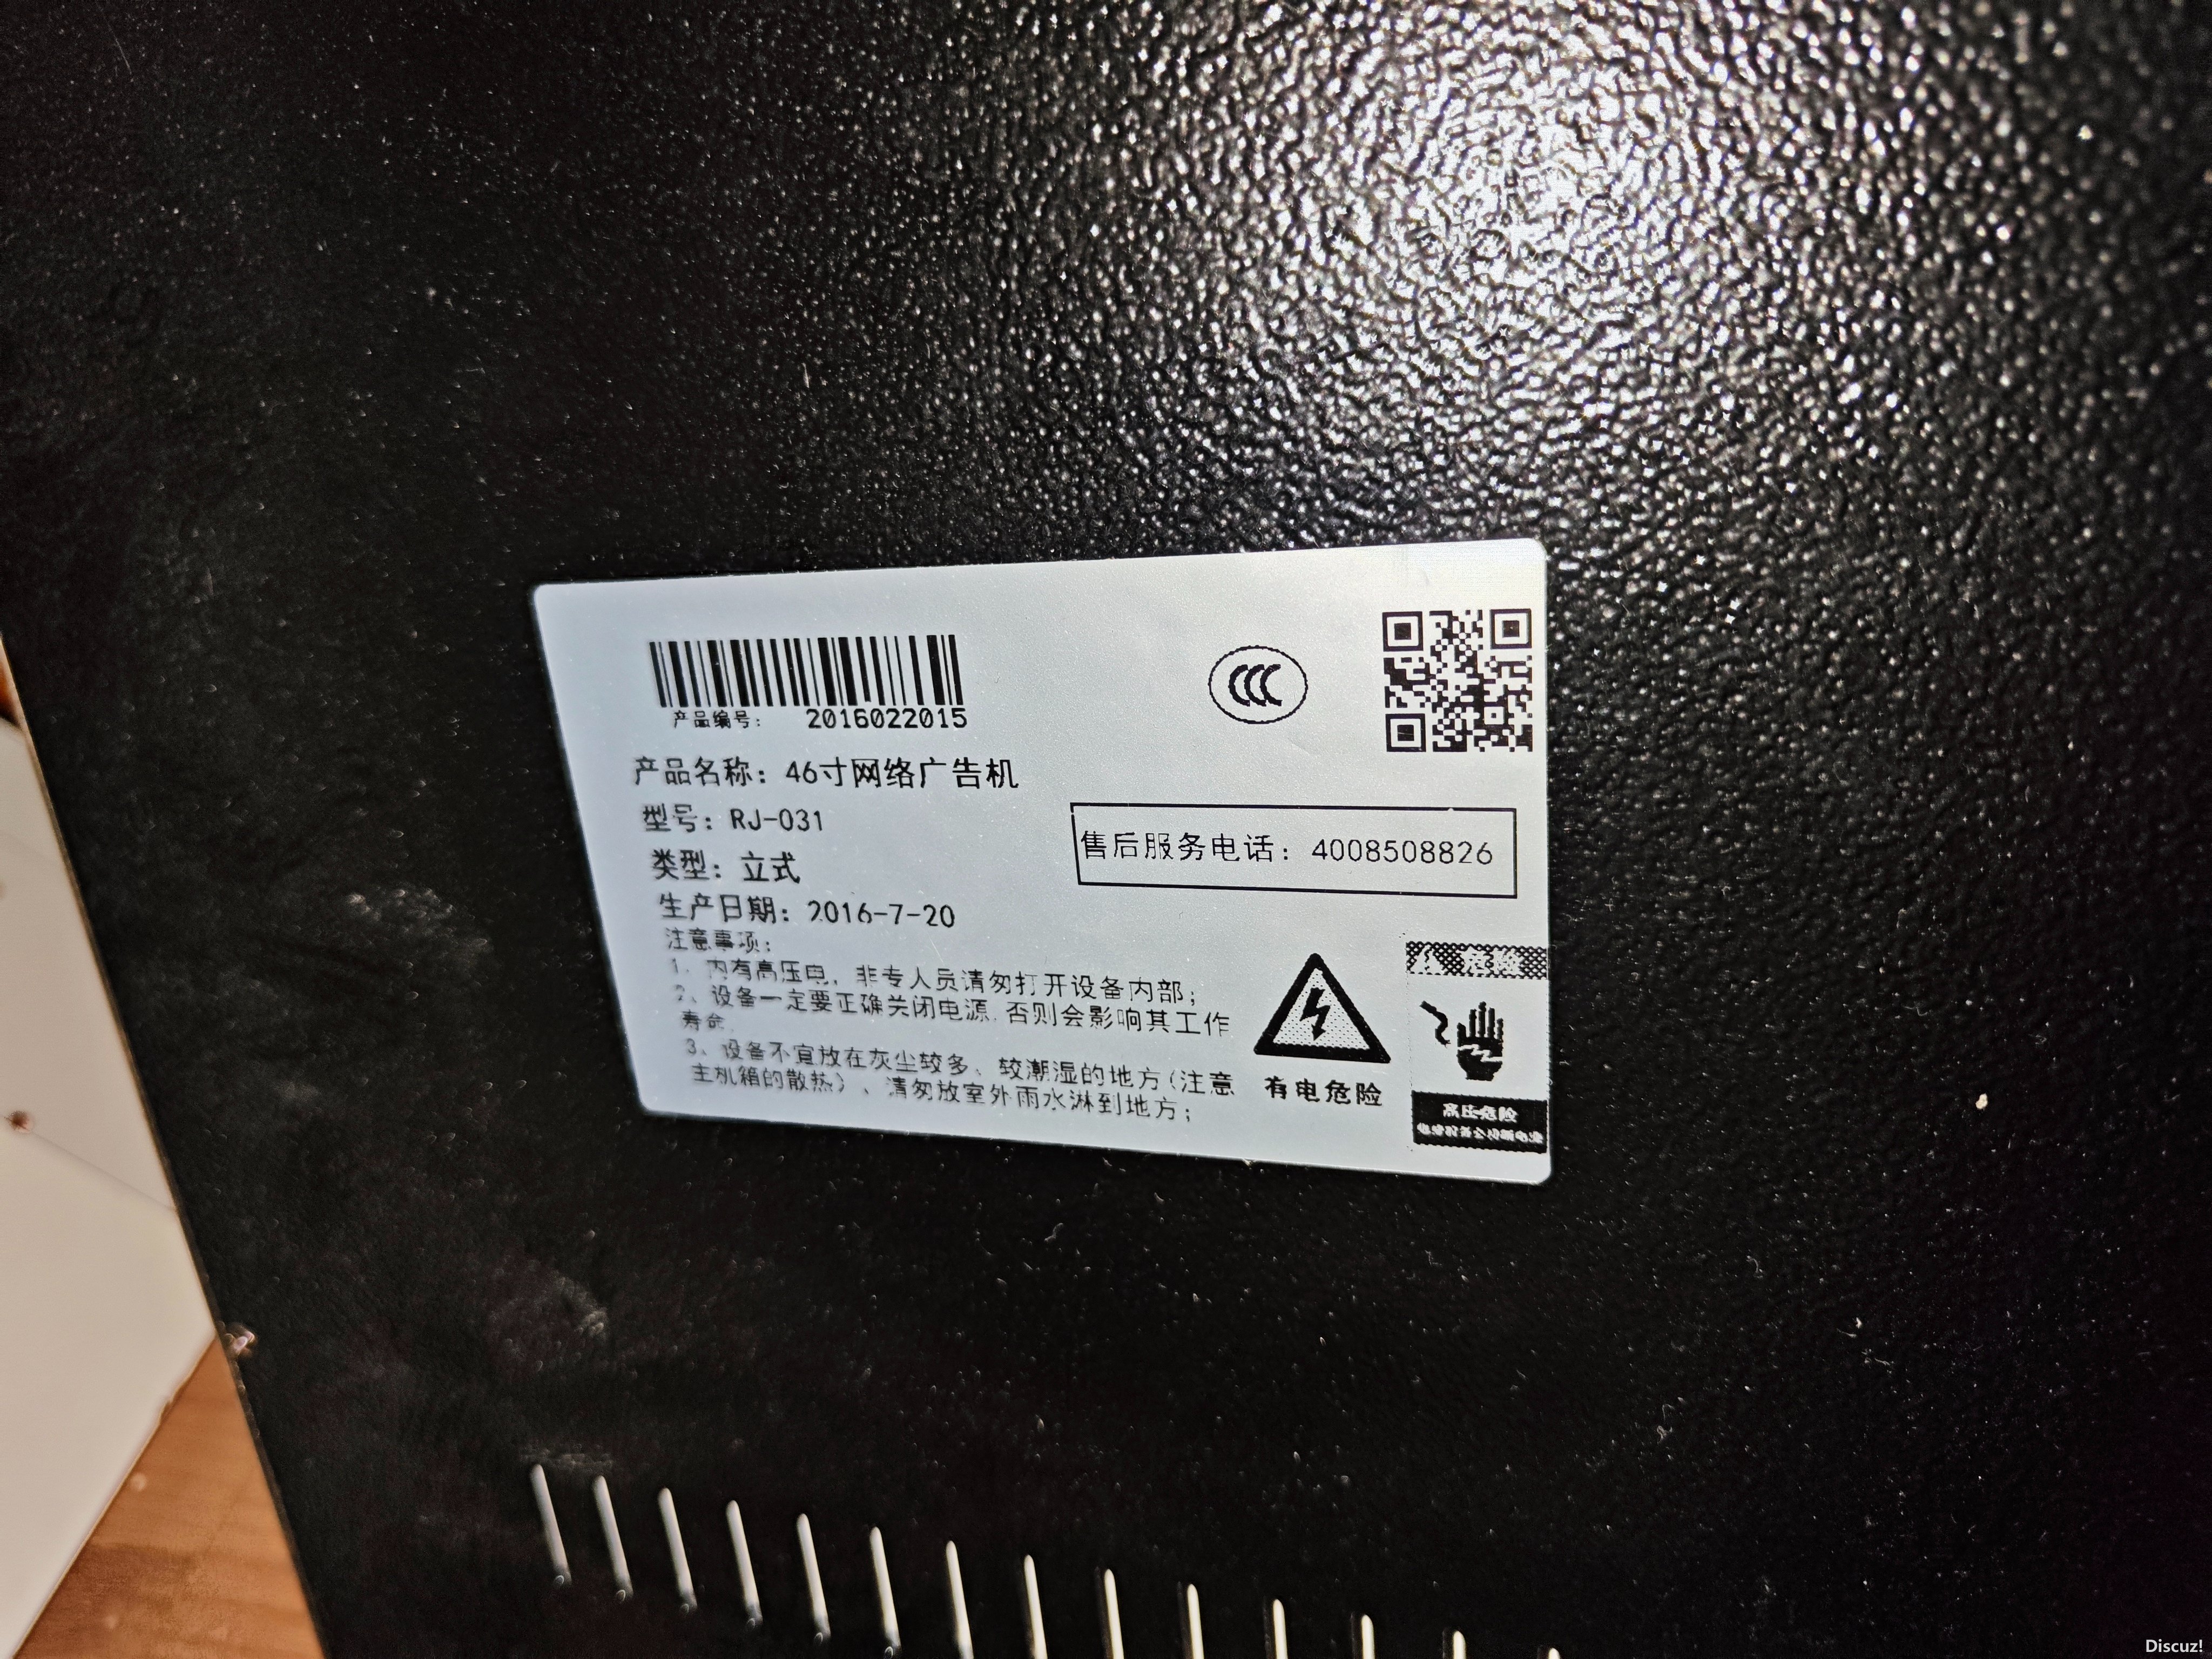 产品编号： 2016022015
产品名称：46寸网络广告机
型号：RJ-031
类型：立式
生产日期：2016-7-20
售后服务电话：4008508826
注意事项：
1、内有高压电，非专人员请匆打开设备内部；
2、设备一定要正确关闭电源,否则会影响其工作
寿命.
3、设备不宜放在灰尘较多、较潮湿的地方(注意
主机箱的散热)、请匆放室外雨水淋到地方；
有电危险
危险
高压危险
Discuz!